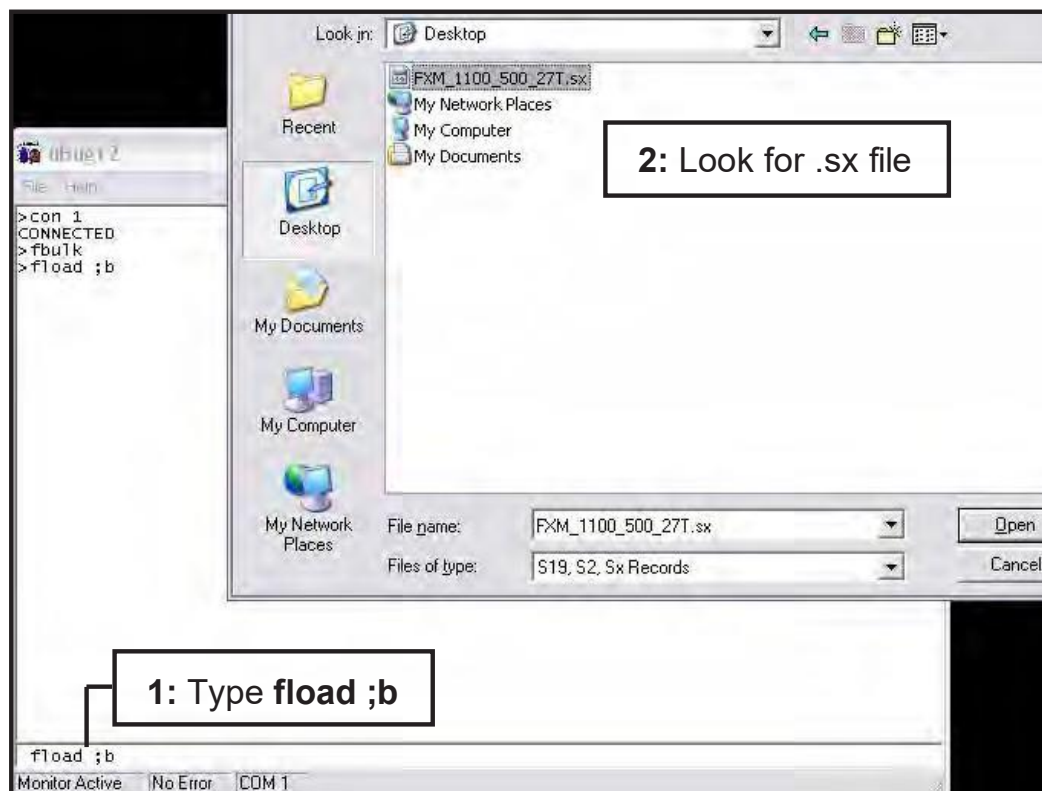 Look in: Desktop
FXM_1100_500_27T.sx
My Network Places
My Computer
My Documents
Recent
Desktop
My Documents
My Computer
My Network Places
2: Look for .sx file
File Help
>con 1
CONNECTED
>fbulk
>fload ;b
File name: FXM_1100_500_27T.sx Open
Files of type: S19, S2, Sx Records Cancel
1: Type fload ;b
fload ;b
Monitor Active No Error COM 1